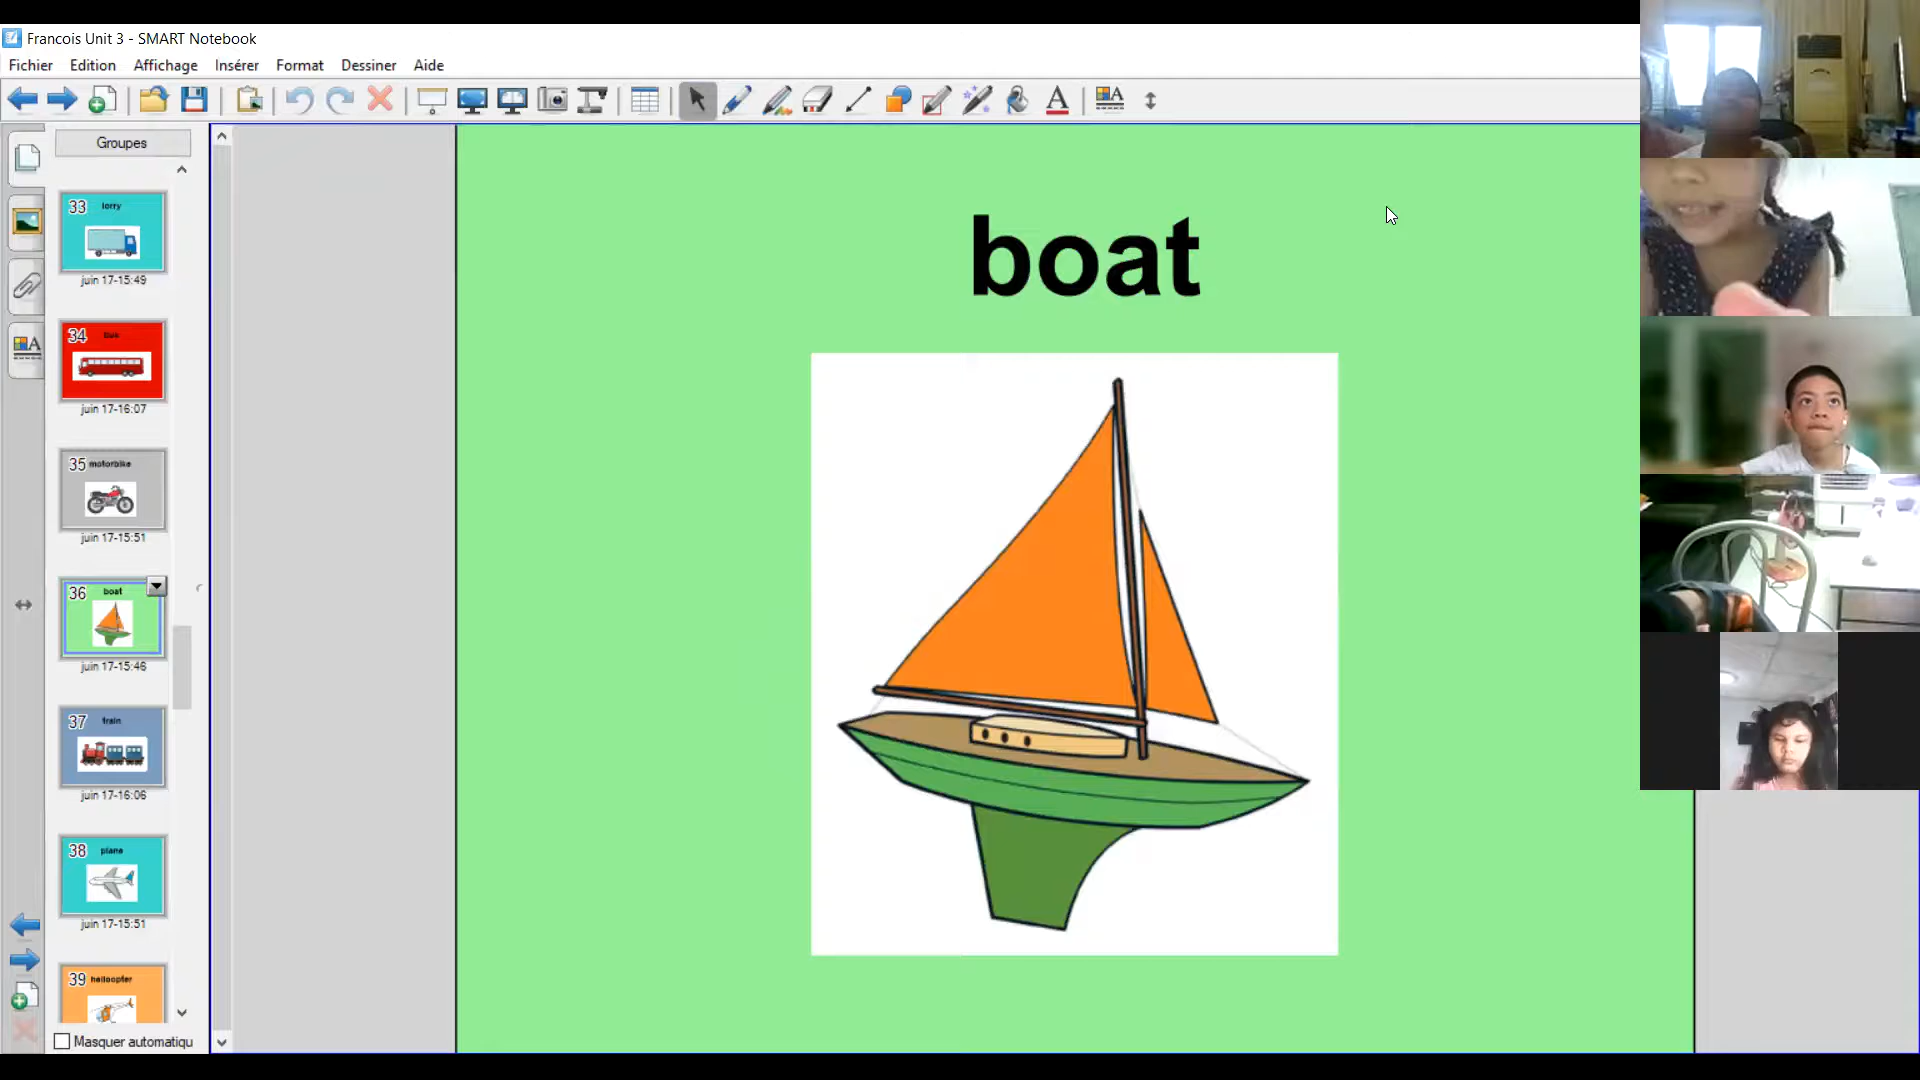 Francois Unit 3 - SMART Notebook
Fichier Edition Affichage Insérer Format Dessiner Aide
Groupes
33 lorry
juin 17-15:49
34 bus
juin 17-16:07
35 motorbike
juin 17-15:51
36 boat
juin 17-15:46
37 train
juin 17-16:06
38 plane
juin 17-15:51
39 helicopter
Masquer automatiqu
boat